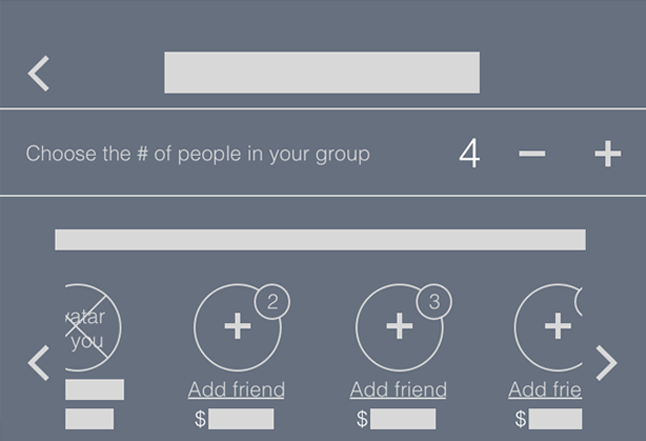 Choose the # of people in your group 4 − +
2 3
vatar
you
+ + +
Add friend Add friend Add frie
$ $ $